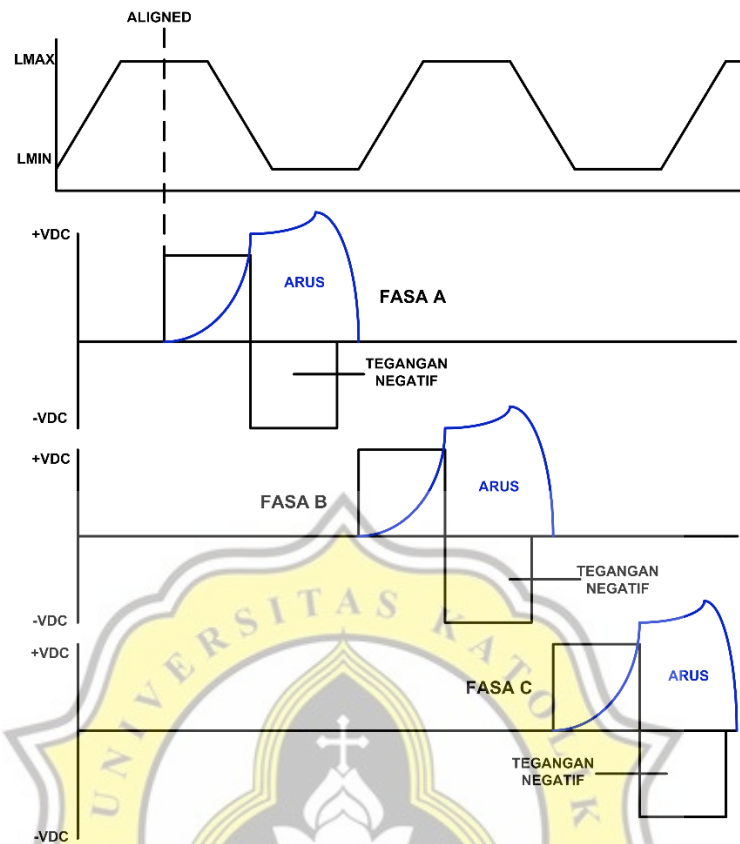 ALIGNED
LMAX
LMIN
+VDC
ARUS
FASA A
TEGANGAN
NEGATIF
-VDC
+VDC
ARUS
FASA B
TEGANGAN
NEGATIF
-VDC
+VDC
ARUS
FASA C
TEGANGAN
NEGATIF
-VDC
UNIVERSITAS KATOLIK